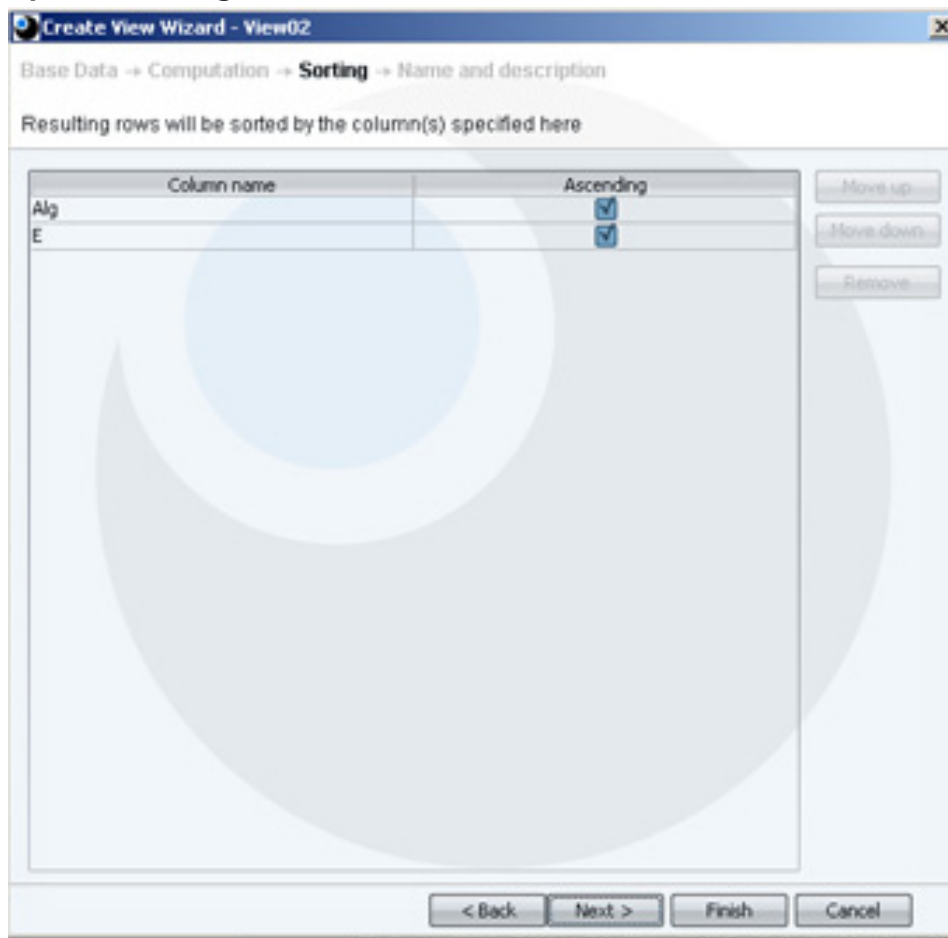 Create View Wizard - View02
Base Data → Computation → Sorting → Name and description
Resulting rows will be sorted by the column(s) specified here
Column name Ascending Move up
Alg
E Move down
Remove
< Back Next > Finish Cancel